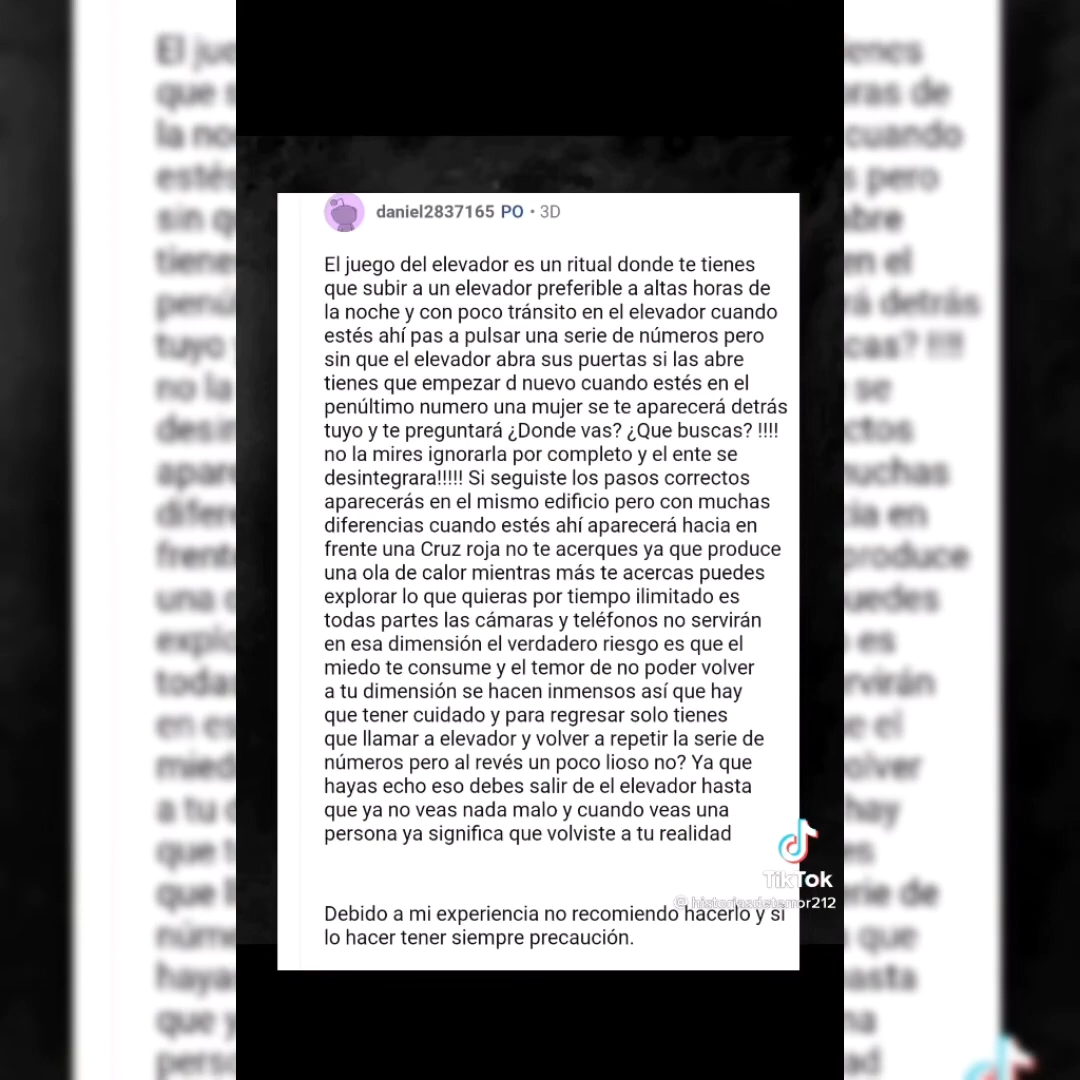 daniel2837165 PO • 3D
El juego del elevador es un ritual donde te tienes
que subir a un elevador preferible a altas horas de
la noche y con poco tránsito en el elevador cuando
estés ahí pas a pulsar una serie de números pero
sin que el elevador abra sus puertas si las abre
tienes que empezar d nuevo cuando estés en el
penúltimo numero una mujer se te aparecerá detrás
tuyo y te preguntará ¿Donde vas? ¿Que buscas? !!!!
no la mires ignorarla por completo y el ente se
desintegrara!!!!! Si seguiste los pasos correctos
aparecerás en el mismo edificio pero con muchas
diferencias cuando estés ahí aparecerá hacia en
frente una Cruz roja no te acerques ya que produce
una ola de calor mientras más te acercas puedes
explorar lo que quieras por tiempo ilimitado es
todas partes las cámaras y teléfonos no servirán
en esa dimensión el verdadero riesgo es que el
miedo te consume y el temor de no poder volver
a tu dimensión se hacen inmensos así que hay
que tener cuidado y para regresar solo tienes
que llamar a elevador y volver a repetir la serie de
números pero al revés un poco lioso no? Ya que
hayas echo eso debes salir de el elevador hasta
que ya no veas nada malo y cuando veas una
persona ya significa que volviste a tu realidad
TikTok
@historiasdeterror212
Debido a mi experiencia no recomiendo hacerlo y si
lo hacer tener siempre precaución.